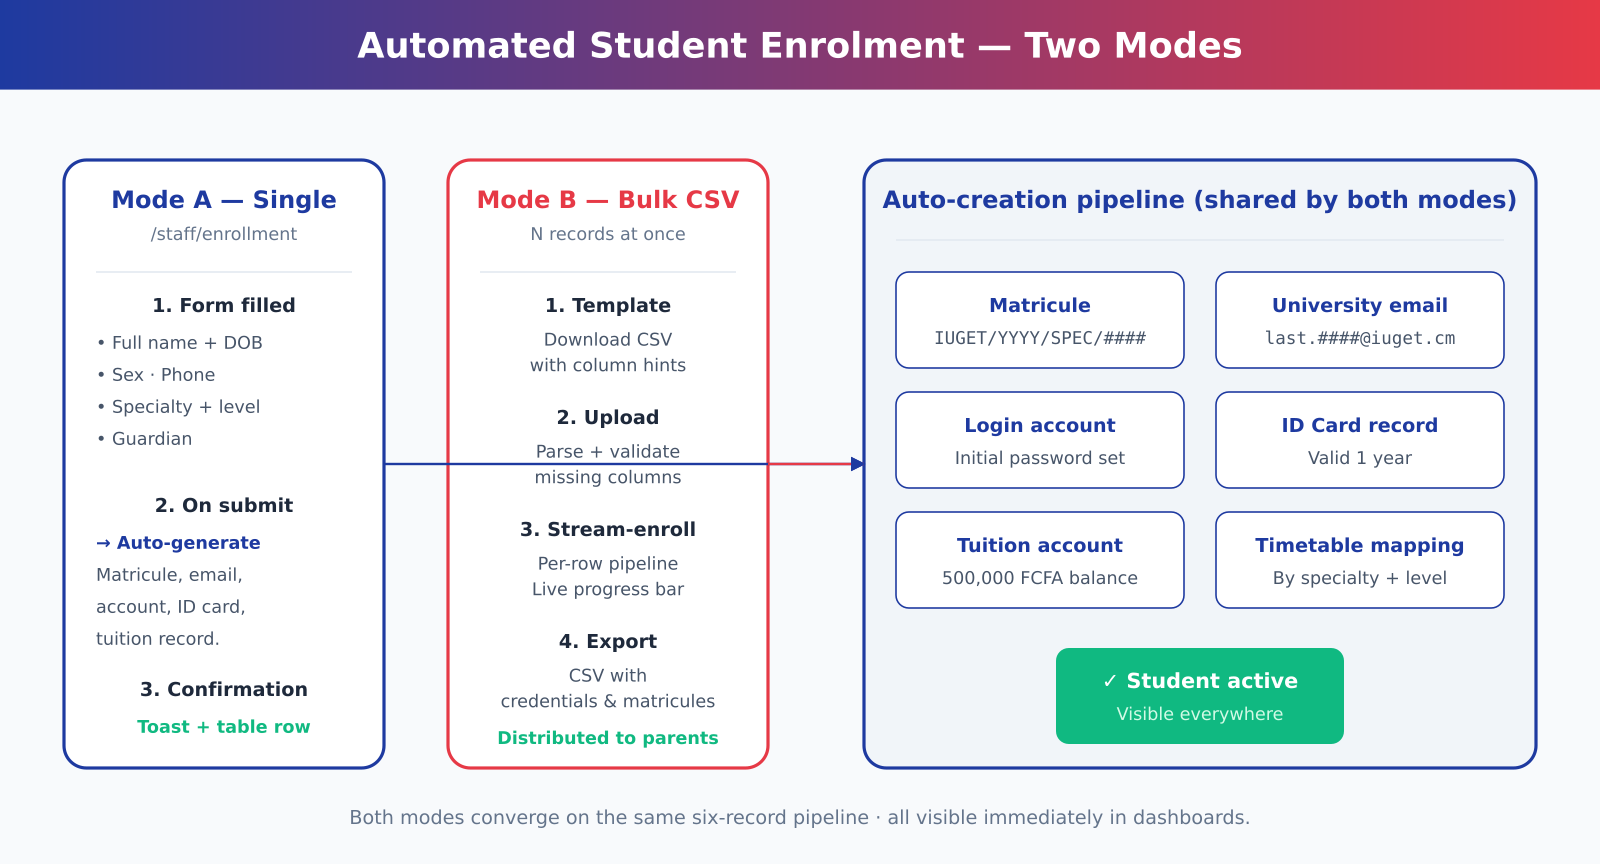 Automated Student Enrolment — Two Modes
Mode A — Single
/staff/enrollment
1. Form filled
• Full name + DOB
• Sex · Phone
• Specialty + level
• Guardian
2. On submit
→ Auto-generate
Matricule, email,
account, ID card,
tuition record.
3. Confirmation
Toast + table row
Mode B — Bulk CSV
N records at once
1. Template
Download CSV
with column hints
2. Upload
Parse + validate
missing columns
3. Stream-enroll
Per-row pipeline
Live progress bar
4. Export
CSV with
credentials & matricules
Distributed to parents
Auto-creation pipeline (shared by both modes)
Matricule
IUGET/YYYY/SPEC/####
University email
last.####@iuget.cm
Login account
Initial password set
ID Card record
Valid 1 year
Tuition account
500,000 FCFA balance
Timetable mapping
By specialty + level
✓ Student active
Visible everywhere
Both modes converge on the same six-record pipeline · all visible immediately in dashboards.